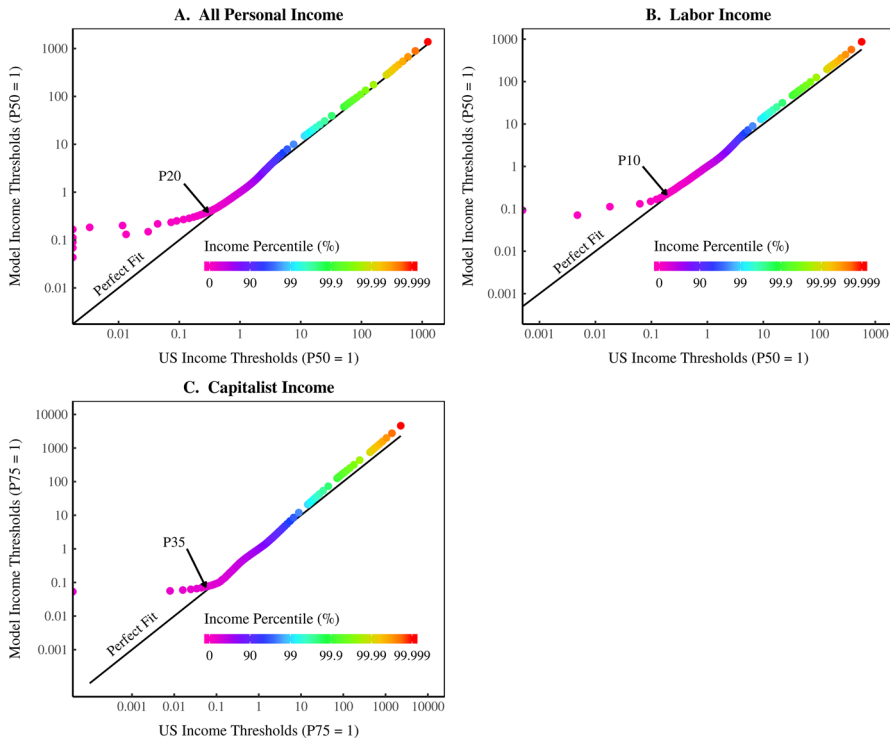 A. All Personal Income
Model Income Thresholds (P50 = 1)
1000
100
10
1
0.1
0.01
P20
Perfect Fit
Income Percentile (%)
0 90 99 99.9 99.99 99.999
0.01 0.1 1 10 100 1000
US Income Thresholds (P50 = 1)
B. Labor Income
Model Income Thresholds (P50 = 1)
1000
100
10
1
0.1
0.01
0.001
P10
Perfect Fit
Income Percentile (%)
0 90 99 99.9 99.99 99.999
0.001 0.01 0.1 1 10 100 1000
US Income Thresholds (P50 = 1)
C. Capitalist Income
Model Income Thresholds (P75 = 1)
10000
1000
100
10
1
0.1
0.01
0.001
P35
Perfect Fit
Income Percentile (%)
0 90 99 99.9 99.99 99.999
0.001 0.01 0.1 1 10 100 1000 10000
US Income Thresholds (P75 = 1)